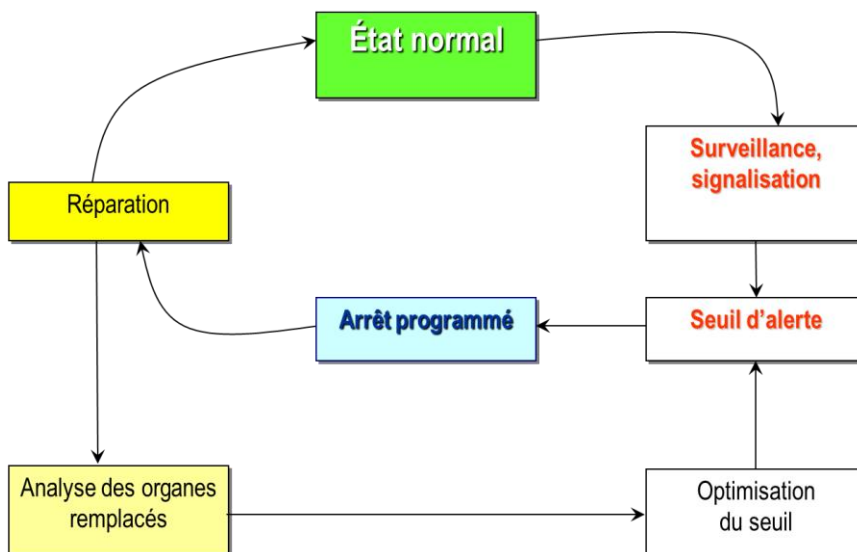 État normal
Surveillance,
signalisation
Réparation
Arrêt programmé
Seuil d'alerte
Analyse des organes
remplacés
Optimisation
du seuil